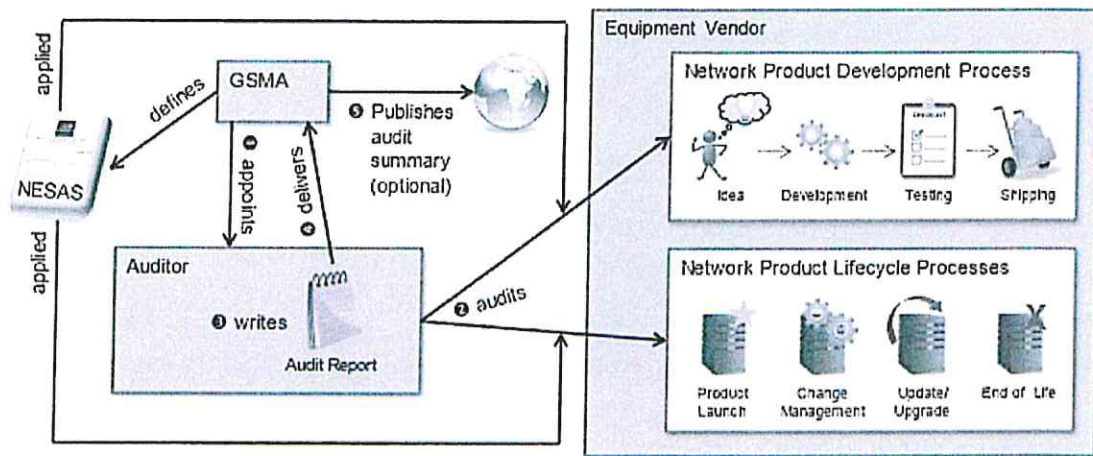 applied
defines
NESAS
applied
GSMA
❶ appoints
❹ delivers
❺ Publishes
audit
summary
(optional)
Auditor
❸ writes
Audit Report
❷ audits
Equipment Vendor
Network Product Development Process
CHECKLIST
Idea
Development
Testing
Shipping
Network Product Lifecycle Processes
Product
Launch
Change
Management
Update/
Upgrade
End of Life